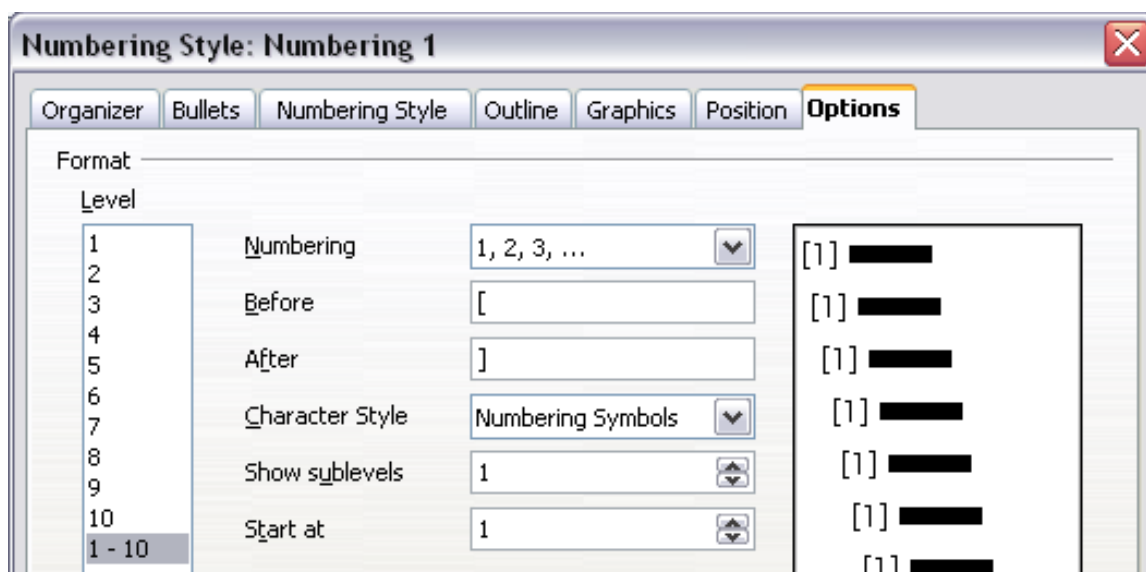 Numbering Style: Numbering 1
Organizer Bullets Numbering Style Outline Graphics Position Options
Format
Level
1
2
3
4
5
6
7
8
9
10
1 - 10
Numbering 1, 2, 3, ...
Before [
After ]
Character Style Numbering Symbols
Show sublevels 1
Start at 1
[1]
[1]
[1]
[1]
[1]
[1]
[1]